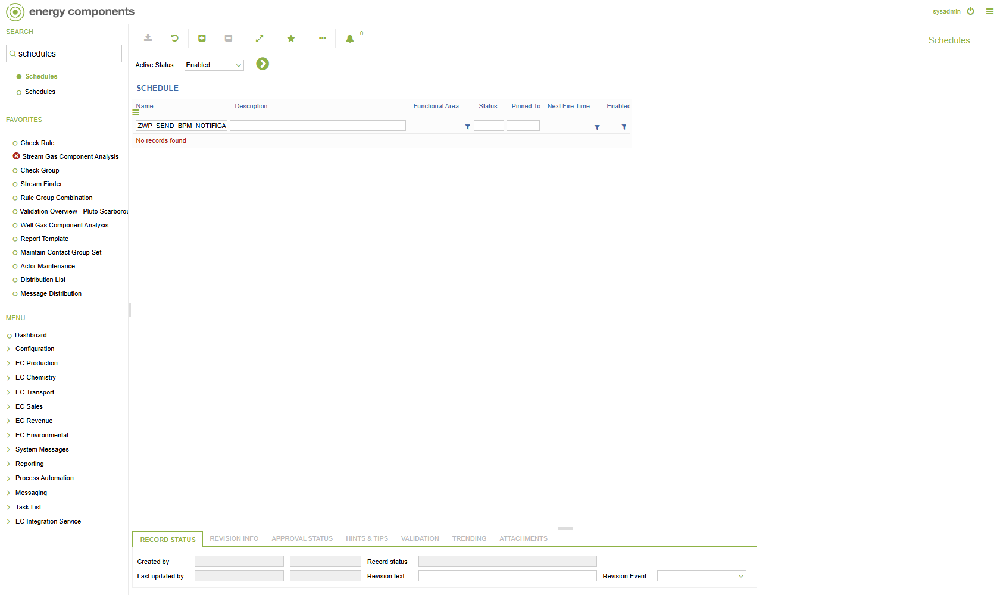 energy components
sysadmin
SEARCH
schedules
Schedules
Schedules
FAVORITES
Check Rule
Stream Gas Component Analysis
Check Group
Stream Finder
Rule Group Combination
Validation Overview - Pluto Scarborou
Well Gas Component Analysis
Report Template
Maintain Contact Group Set
Actor Maintenance
Distribution List
Message Distribution
MENU
Dashboard
Configuration
EC Production
EC Chemistry
EC Transport
EC Sales
EC Revenue
EC Environmental
System Messages
Reporting
Process Automation
Messaging
Task List
EC Integration Service
0
Schedules
Active Status Enabled
SCHEDULE
Name Description Functional Area Status Pinned To Next Fire Time Enabled
ZWP_SEND_BPM_NOTIFICA
No records found
RECORD STATUS REVISION INFO APPROVAL STATUS HINTS & TIPS VALIDATION TRENDING ATTACHMENTS
Created by Record status
Last updated by Revision text Revision Event